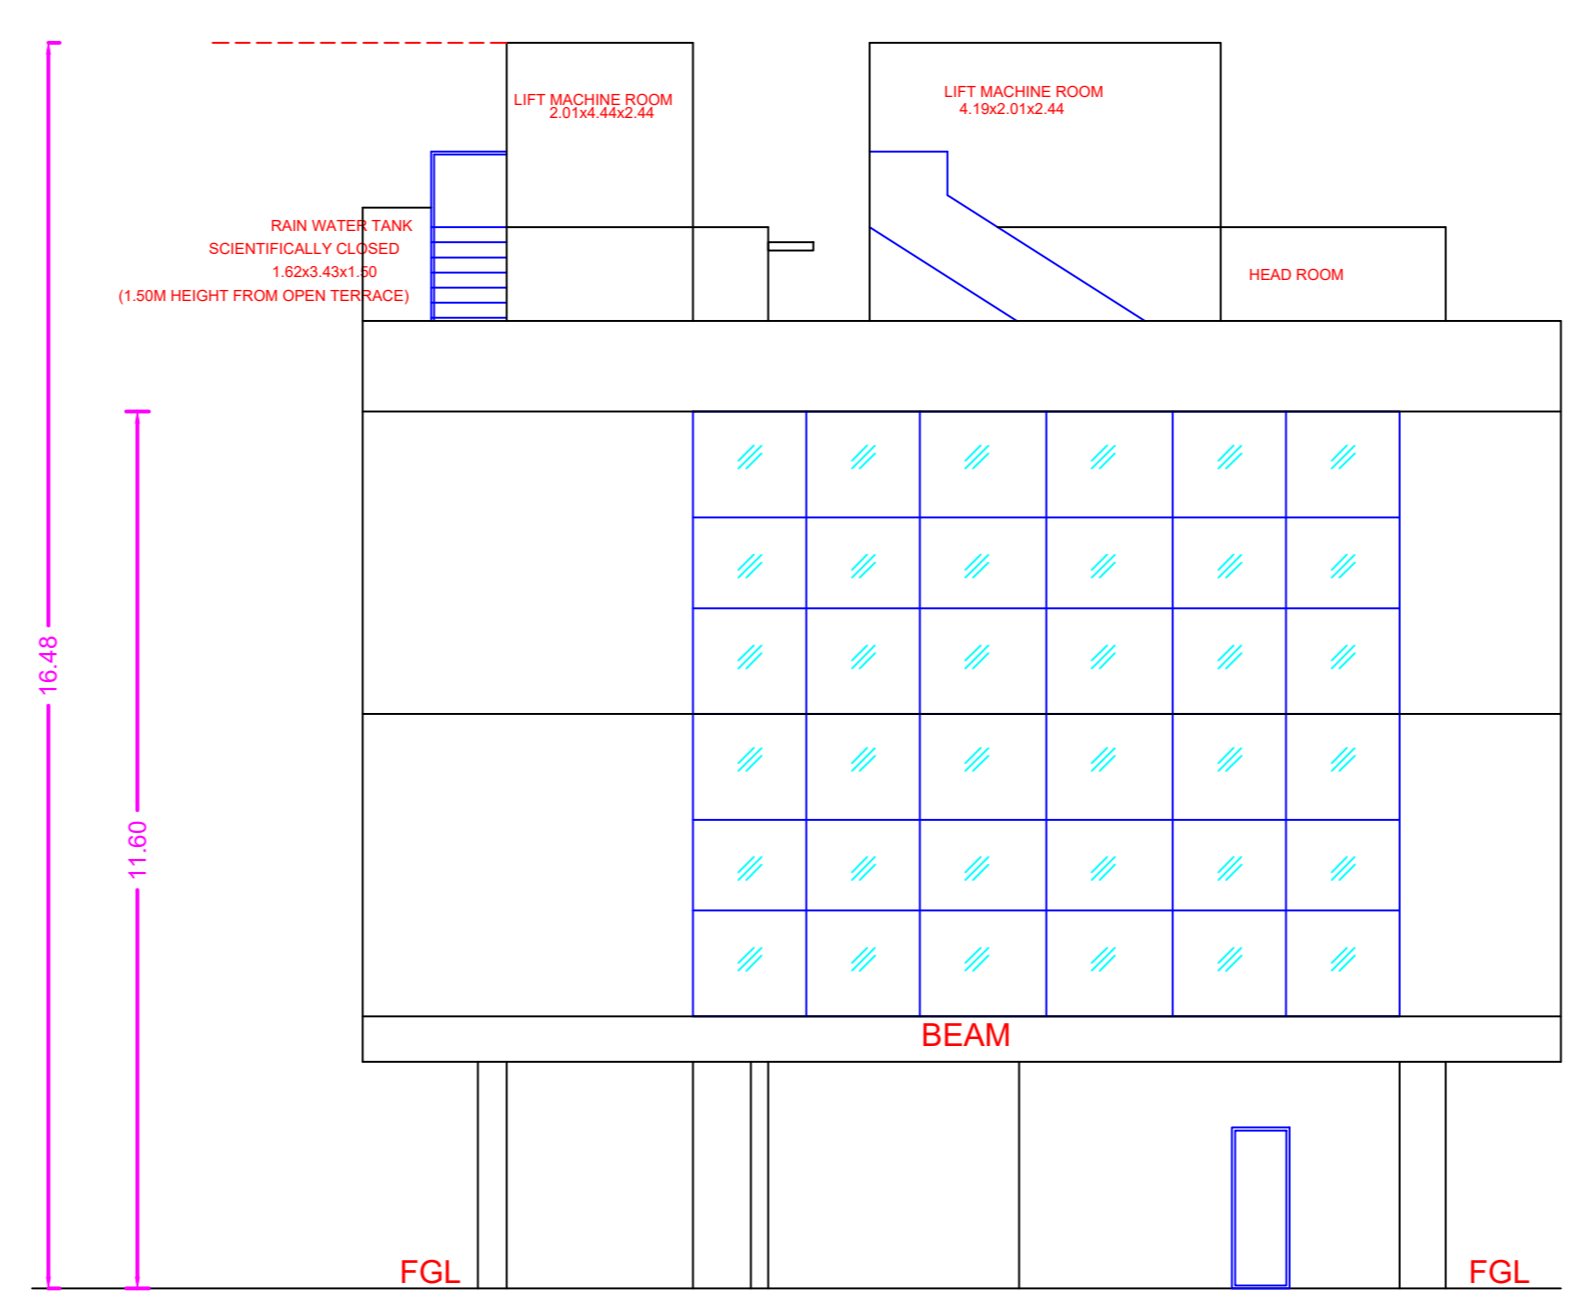 LIFT MACHINE ROOM
2.01x4.44x2.44
LIFT MACHINE ROOM
4.19x2.01x2.44
RAIN WATER TANK
SCIENTIFICALLY CLOSED
1.62x3.43x1.50
(1.50M HEIGHT FROM OPEN TERRACE)
HEAD ROOM
16.48
11.60
BEAM
FGL
FGL